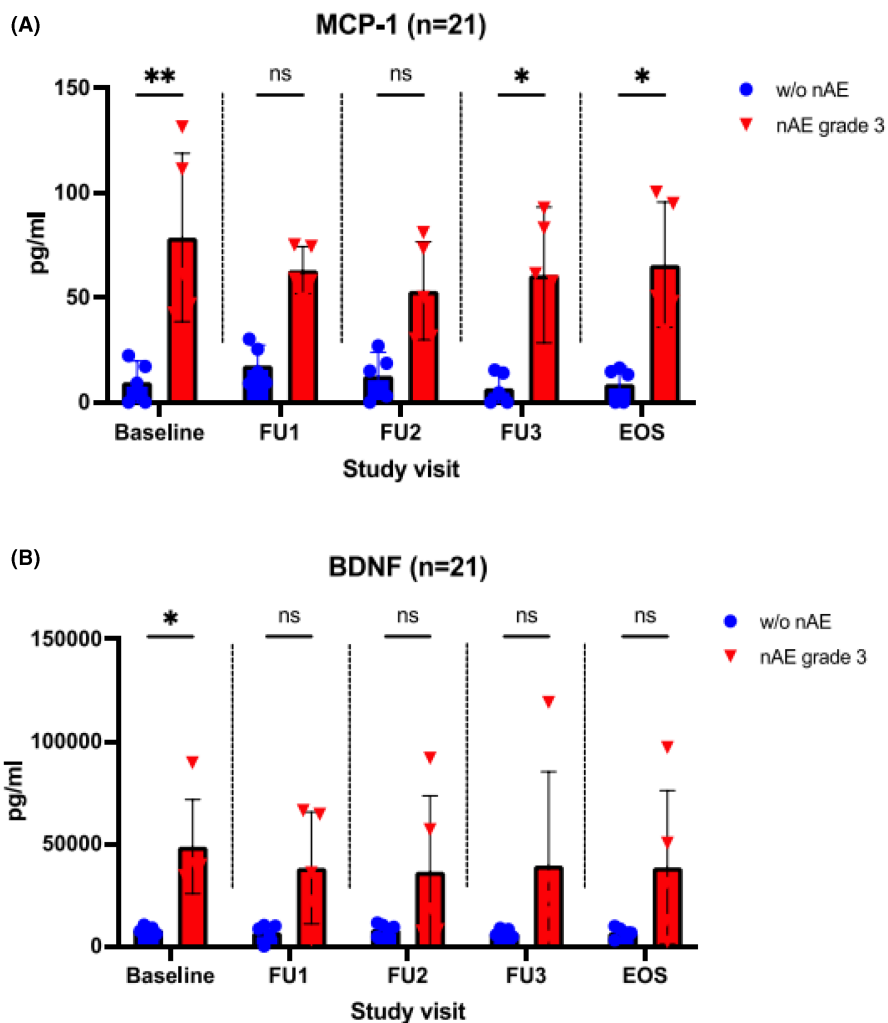 (A)
MCP-1 (n=21)
** ns ns * *
w/o nAE
nAE grade 3
150
100
50
0
pg/ml
Baseline FU1 FU2 FU3 EOS
Study visit
(B)
BDNF (n=21)
* ns ns ns ns
w/o nAE
nAE grade 3
150000
100000
50000
0
pg/ml
Baseline FU1 FU2 FU3 EOS
Study visit